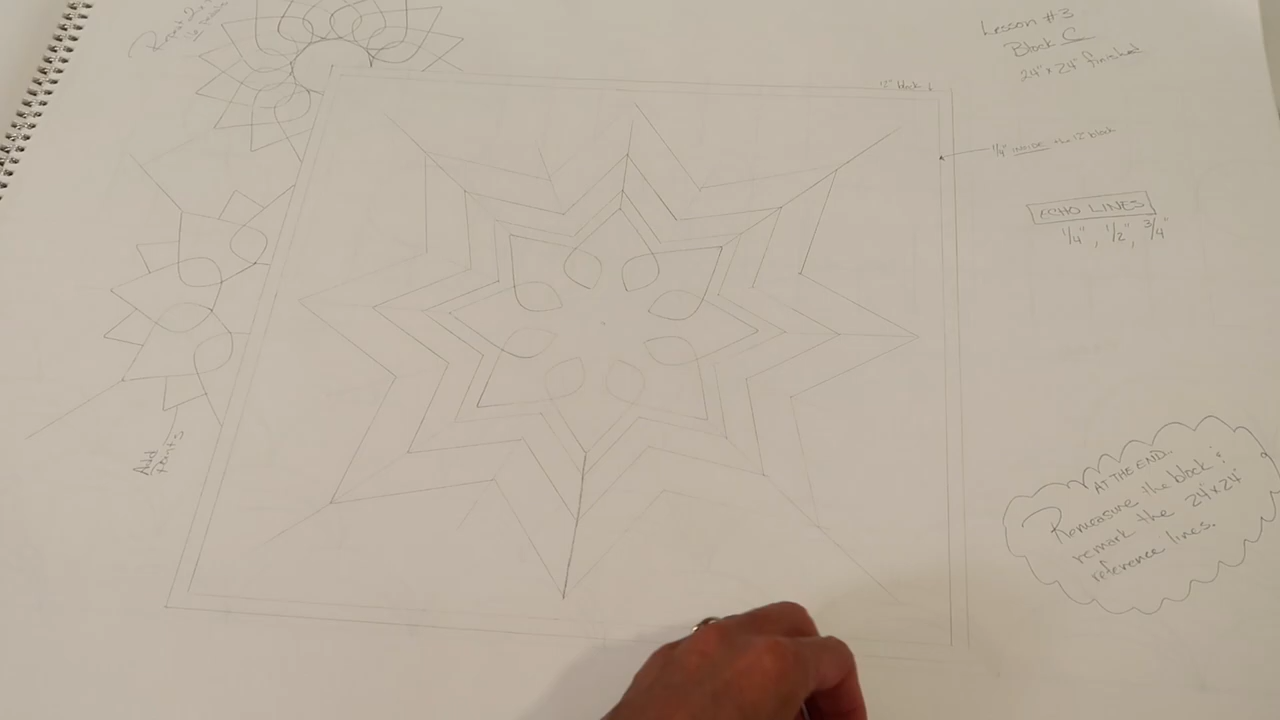 Lesson #3
Block C
24" x 24" finished
12" block
1/4" INSIDE the 12" block
ECHO LINES
1/4", 1/2", 3/4"
Add
Points
AT THE END...
Remeasure the block &
remark the 24" x 24"
reference lines.